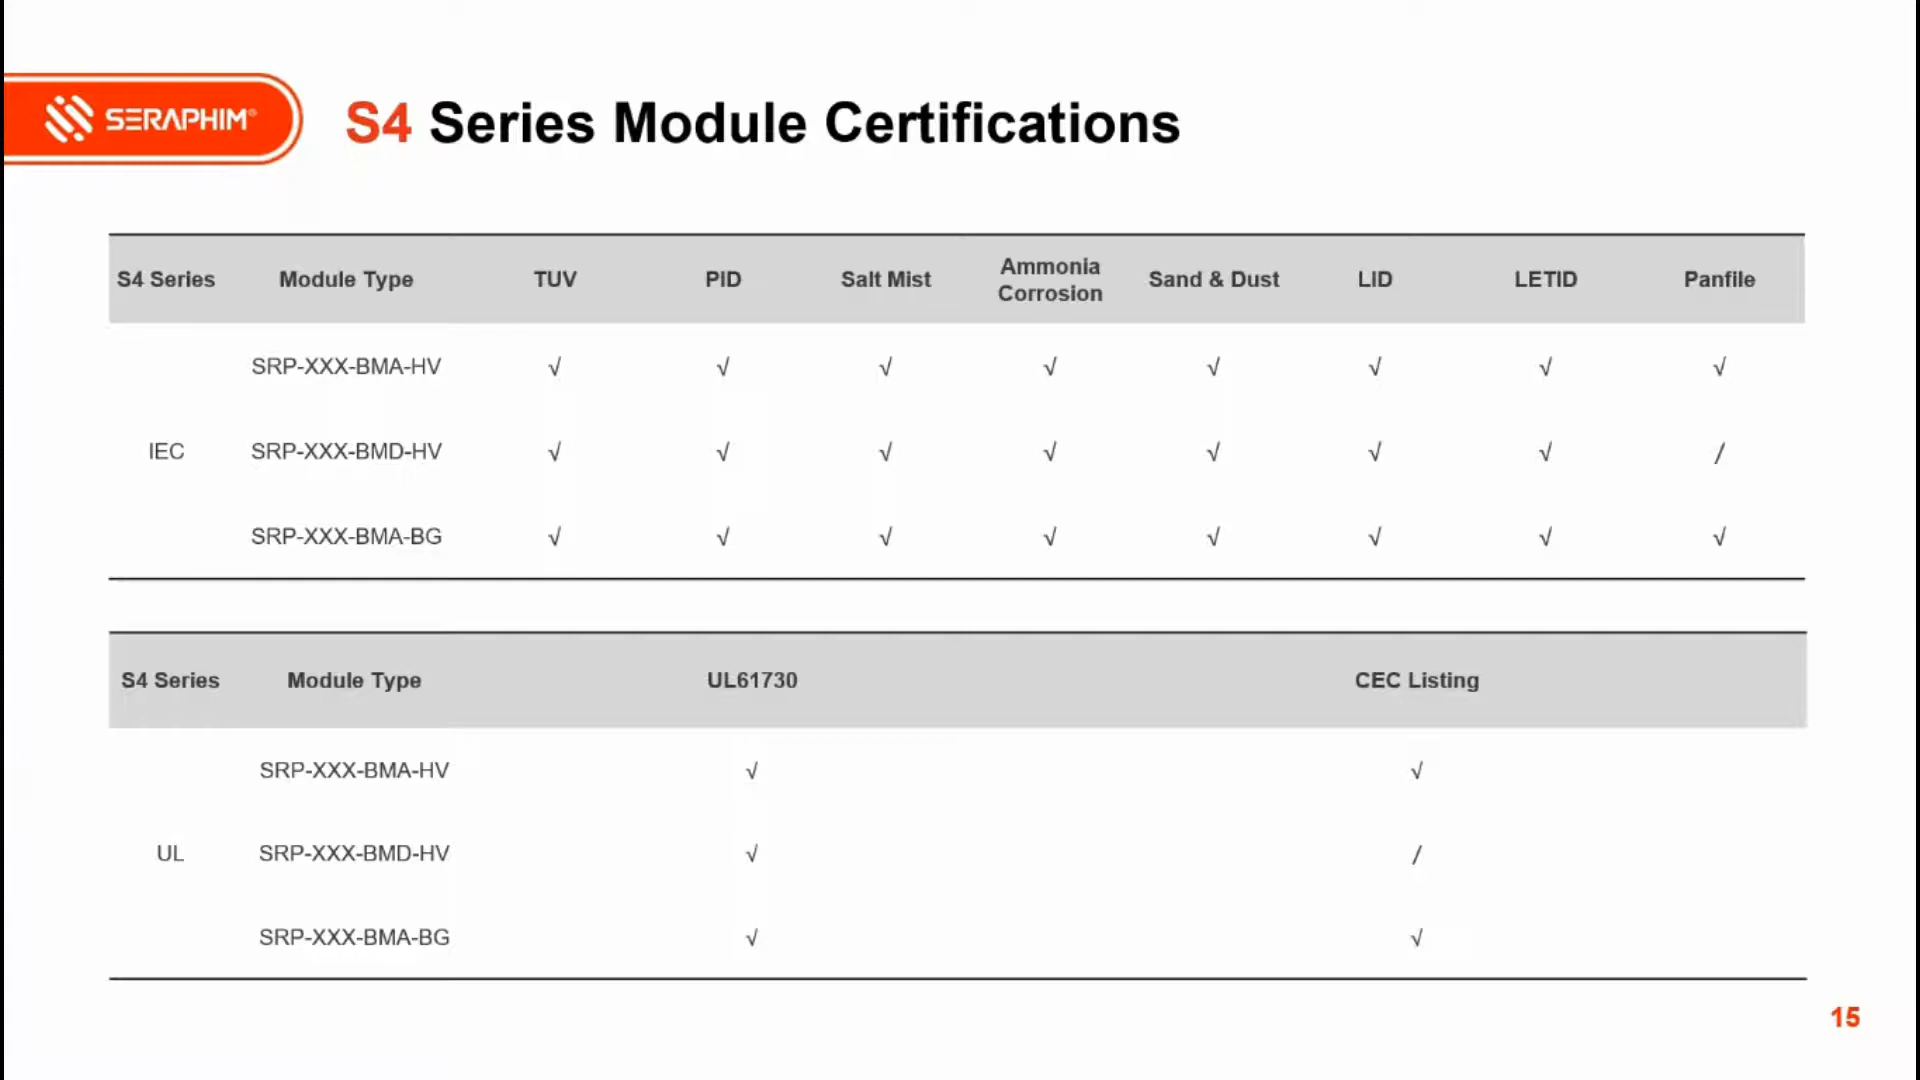 SERAPHIM®
S4 Series Module Certifications
S4 Series Module Type TUV PID Salt Mist Ammonia Corrosion Sand & Dust LID LETID Panfile
SRP-XXX-BMA-HV √ √ √ √ √ √ √ √
IEC SRP-XXX-BMD-HV √ √ √ √ √ √ √ /
SRP-XXX-BMA-BG √ √ √ √ √ √ √ √
S4 Series Module Type UL61730 CEC Listing
SRP-XXX-BMA-HV √ √
UL SRP-XXX-BMD-HV √ /
SRP-XXX-BMA-BG √ √
15